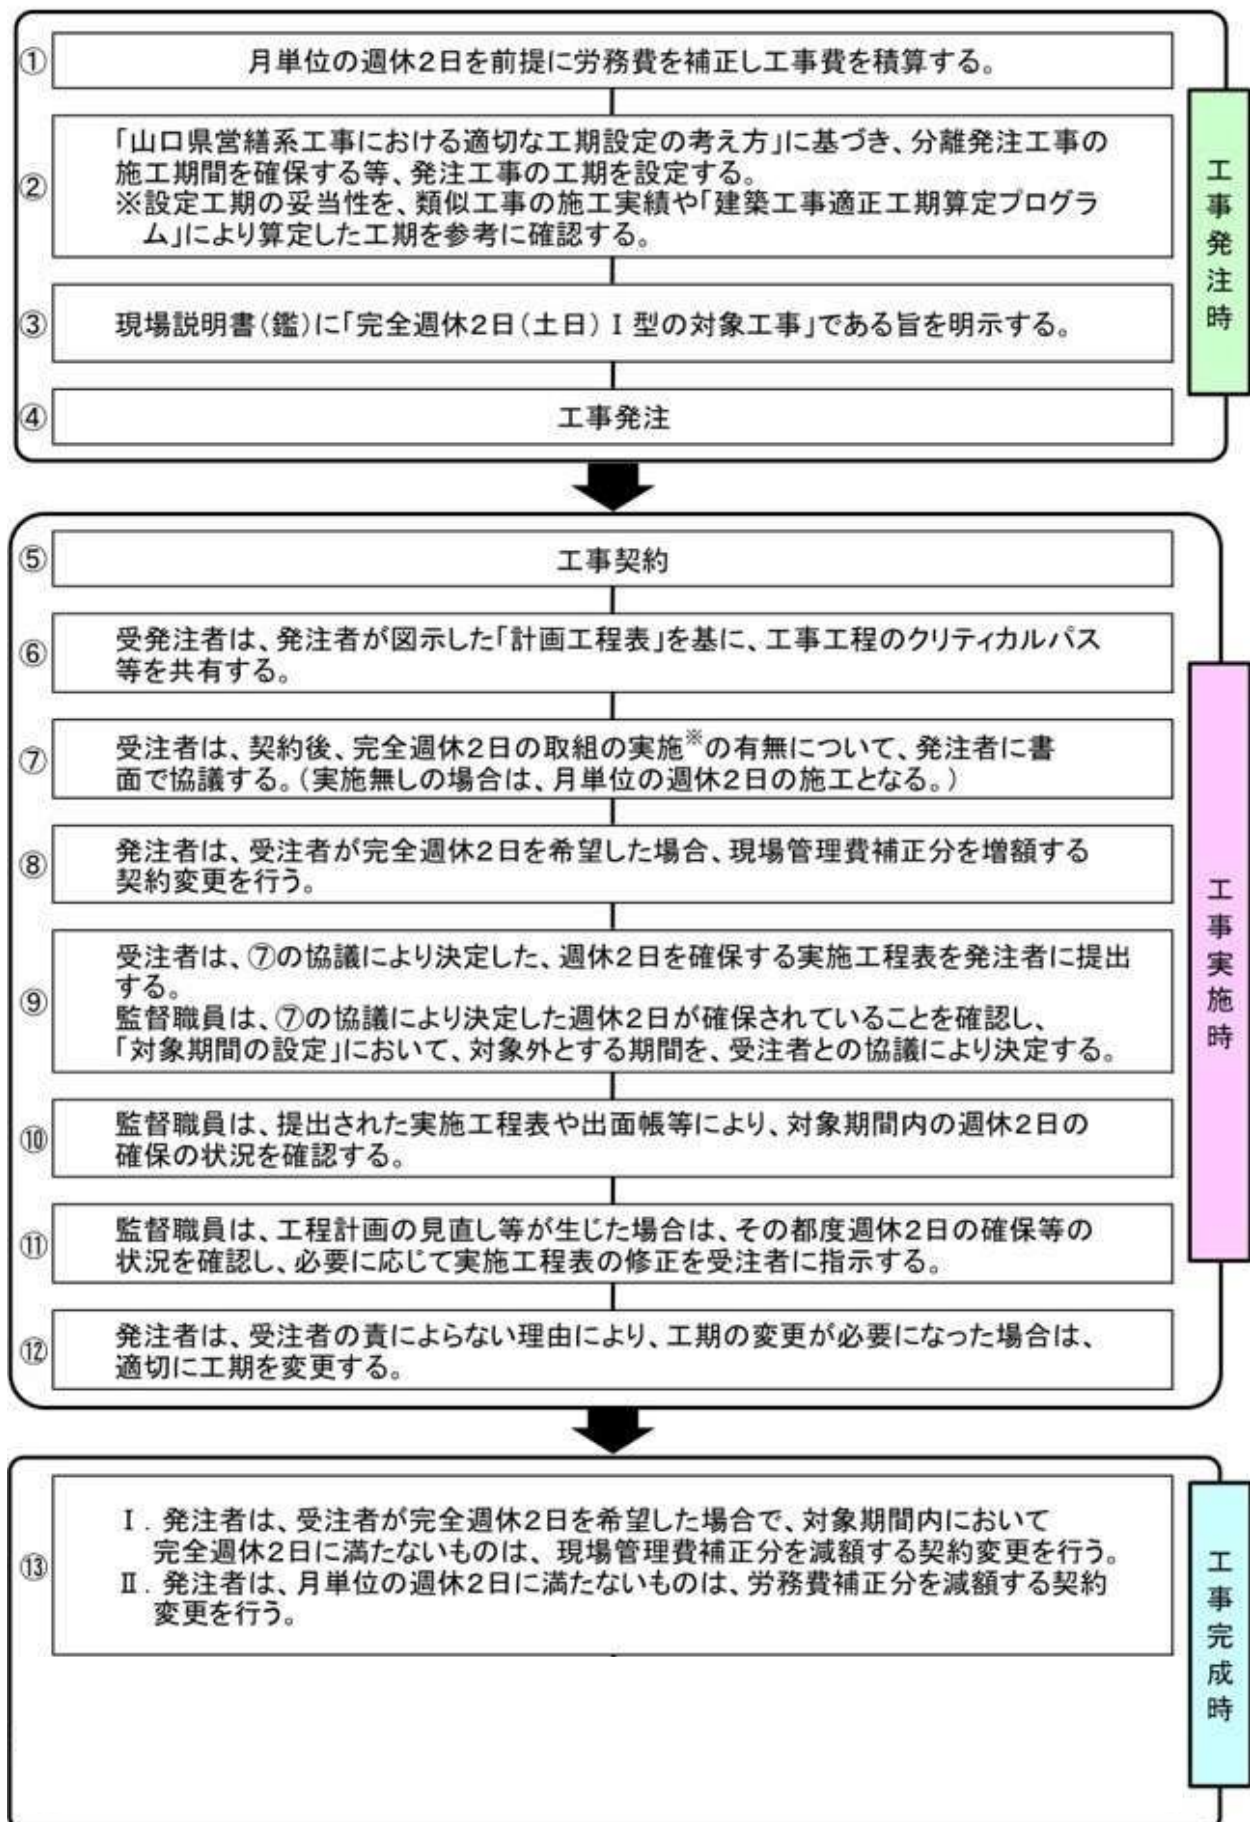 ①
月単位の週休2日を前提に労務費を補正し工事費を積算する。
②
「山口県営繕系工事における適切な工期設定の考え方」に基づき、分離発注工事の
施工期間を確保する等、発注工事の工期を設定する。
※設定工期の妥当性を、類似工事の施工実績や「建築工事適正工期算定プログラ
ム」により算定した工期を参考に確認する。
③
現場説明書(鑑)に「完全週休2日(土日)Ⅰ型の対象工事」である旨を明示する。
④
工事発注
工事発注時
⑤
工事契約
⑥
受発注者は、発注者が図示した「計画工程表」を基に、工事工程のクリティカルパス
等を共有する。
⑦
受注者は、契約後、完全週休2日の取組の実施※の有無について、発注者に書
面で協議する。(実施無しの場合は、月単位の週休2日の施工となる。)
⑧
発注者は、受注者が完全週休2日を希望した場合、現場管理費補正分を増額する
契約変更を行う。
⑨
受注者は、⑦の協議により決定した、週休2日を確保する実施工程表を発注者に提出
する。
監督職員は、⑦の協議により決定した週休2日が確保されていることを確認し、
「対象期間の設定」において、対象外とする期間を、受注者との協議により決定する。
⑩
監督職員は、提出された実施工程表や出面帳等により、対象期間内の週休2日の
確保の状況を確認する。
⑪
監督職員は、工程計画の見直し等が生じた場合は、その都度週休2日の確保等の
状況を確認し、必要に応じて実施工程表の修正を受注者に指示する。
⑫
発注者は、受注者の責によらない理由により、工期の変更が必要になった場合は、
適切に工期を変更する。
工事実施時
⑬
Ⅰ．発注者は、受注者が完全週休2日を希望した場合で、対象期間内において
完全週休2日に満たないものは、現場管理費補正分を減額する契約変更を行う。
Ⅱ．発注者は、月単位の週休2日に満たないものは、労務費補正分を減額する契約
変更を行う。
工事完成時